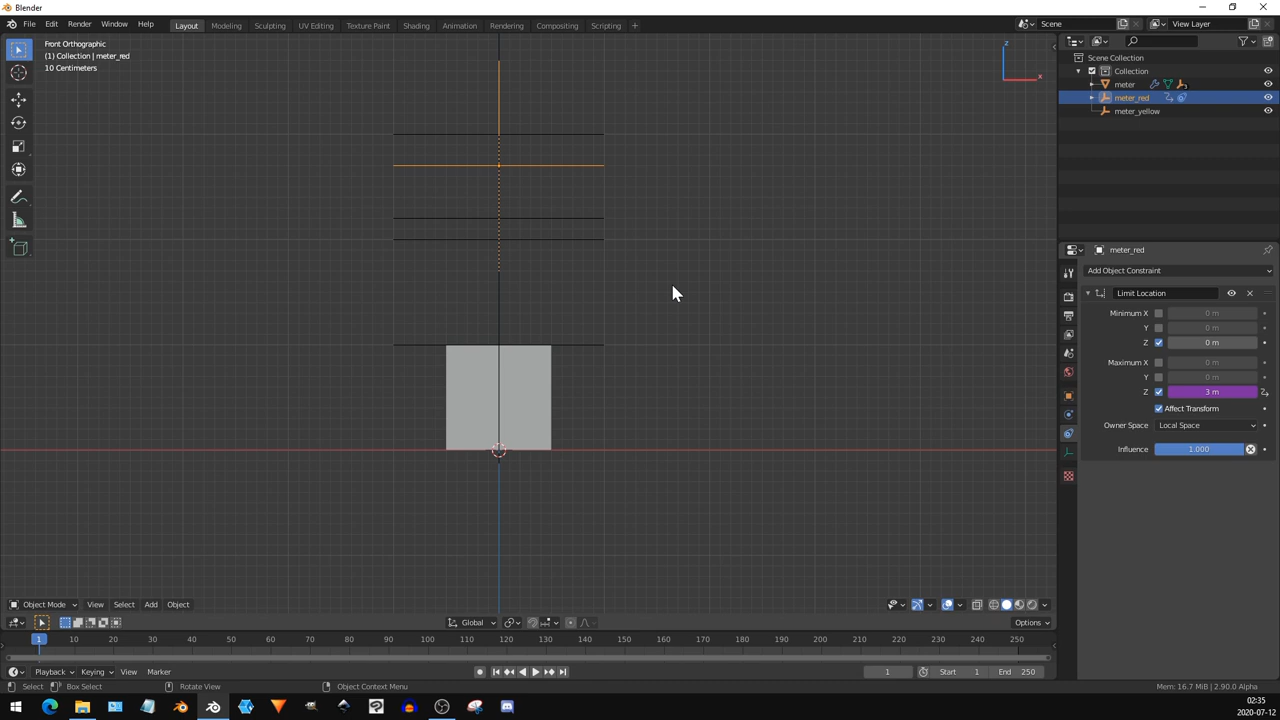 Blender
File Edit Render Window Help
Layout Modeling Sculpting UV Editing Texture Paint Shading Animation Rendering Compositing Scripting +
Scene
View Layer
Front Orthographic
(1) Collection | meter_red
10 Centimeters
z
x
Scene Collection
Collection
meter
3
meter_red
meter_yellow
meter_red
Add Object Constraint
Limit Location
Minimum X 0 m
Y 0 m
Z 0 m
Maximum X 0 m
Y 0 m
Z 3 m
Affect Transform
Owner Space Local Space
Influence 1.000
Object Mode View Select Add Object
Global
Options
1 10 20 30 40 50 60 70 80 90 100 110 120 130 140 150 160 170 180 190 200 210 220 230 240 250
Playback Keying View Marker
1 Start 1 End 250
Select Box Select Rotate View Object Context Menu
Mem: 16.7 MiB | 2.90.0 Alpha
02:35
2020-07-12